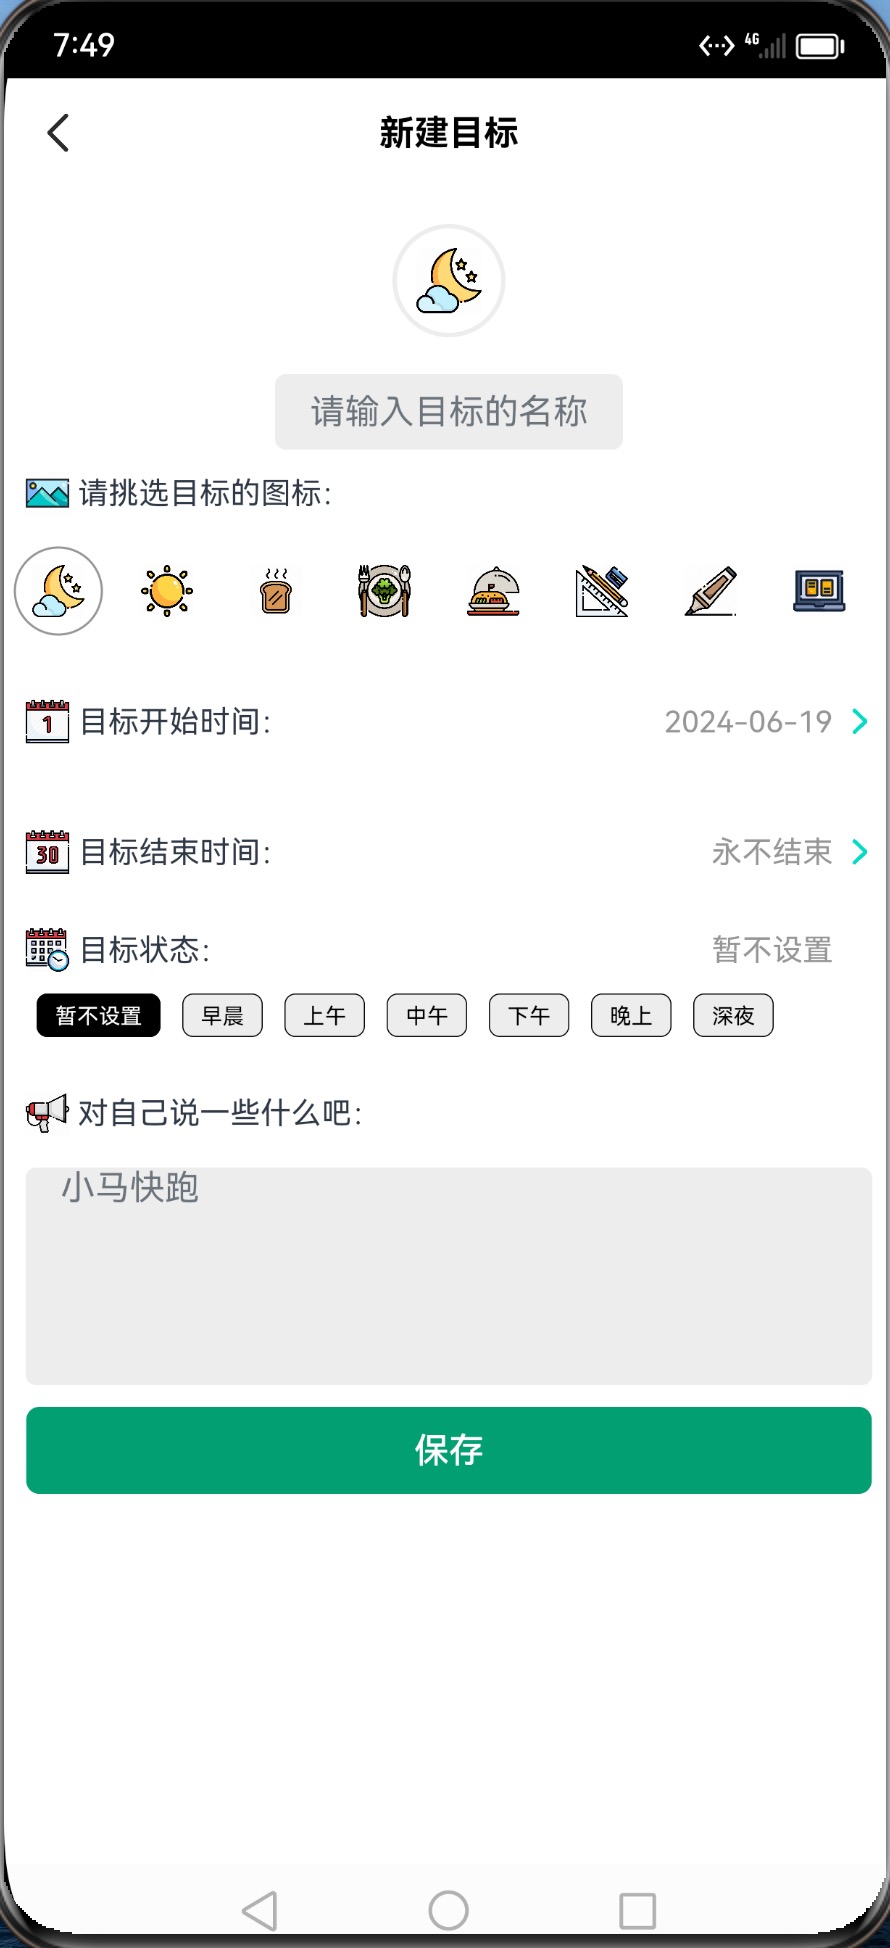 7:49
4G
新建目标
请输入目标的名称
请挑选目标的图标:
1 目标开始时间: 2024-06-19
30 目标结束时间: 永不结束
目标状态: 暂不设置
暂不设置 早晨 上午 中午 下午 晚上 深夜
对自己说一些什么吧:
小马快跑
保存